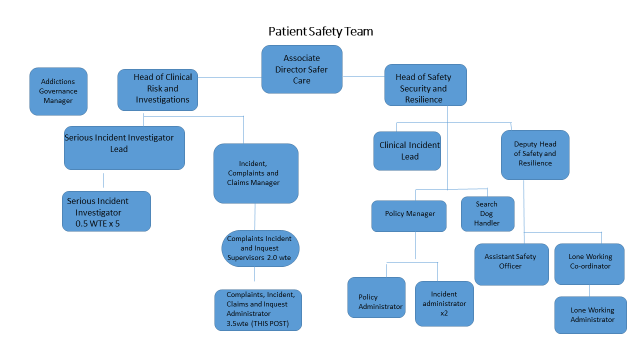 Patient Safety Team
Associate
Director Safer
Care
Addictions
Governance
Manager
Head of Clinical
Risk and
Investigations
Head of Safety
Security and
Resilience
Serious Incident Investigator
Lead
Incident,
Complaints and
Claims Manager
Clinical Incident
Lead
Deputy Head
of Safety and
Resilience
Serious Incident
Investigator
0.5 WTE x 5
Policy Manager
Search
Dog
Handler
Complaints Incident
and Inquest
Supervisors 2.0 wte
Assistant Safety
Officer
Lone Working
Co-ordinator
Complaints, Incident,
Claims and Inquest
Administrator
3.5wte (THIS POST)
Policy
Administrator
Incident
administrator
x2
Lone Working
Administrator